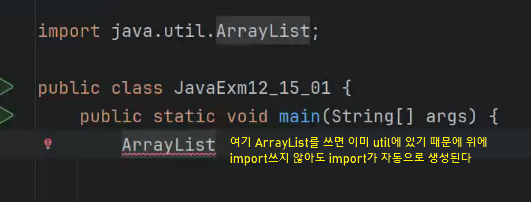 import java.util.ArrayList;
public class JavaExm12_15_01 {
public static void main(String[] args) {
ArrayList
여기 ArrayList를 쓰면 이미 util에 있기 때문에 위에
import쓰지 않아도 import가 자동으로 생성된다